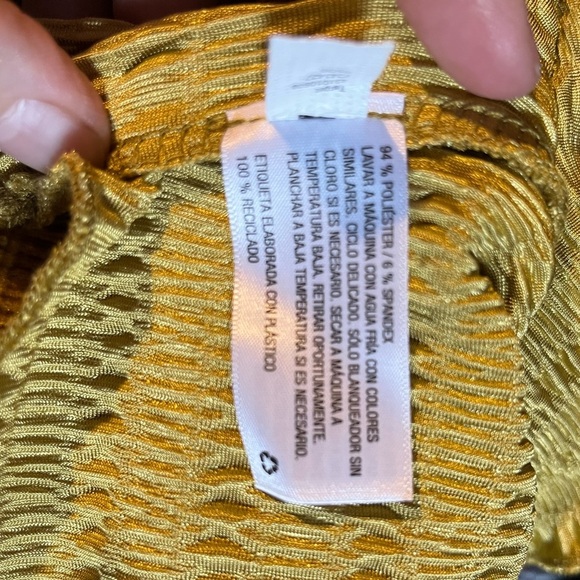 94 % POLIÉSTER / 6 % SPANDEX
LAVAR A MÁQUINA CON AGUA FRÍA CON COLORES
SIMILARES. CICLO DELICADO. SÓLO BLANQUEADOR SIN
CLORO SI ES NECESARIO. SECAR A MÁQUINA A
TEMPERATURA BAJA. RETIRAR OPORTUNAMENTE.
PLANCHAR A BAJA TEMPERATURA SI ES NECESARIO.
ETIQUETA ELABORADA CON PLÁSTICO
100 % RECICLADO